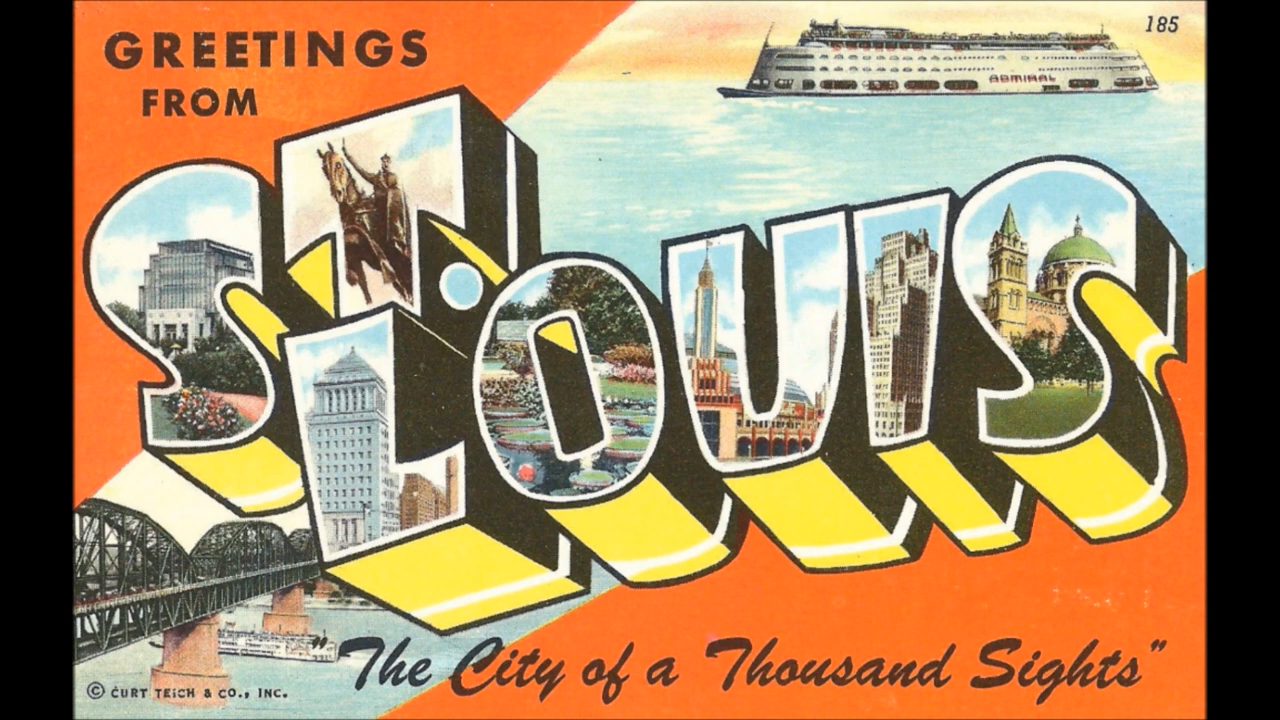 GREETINGS
FROM
185
ADMIRAL
ST. LOUIS
"The City of a Thousand Sights"
© CURT TEICH & CO., INC.